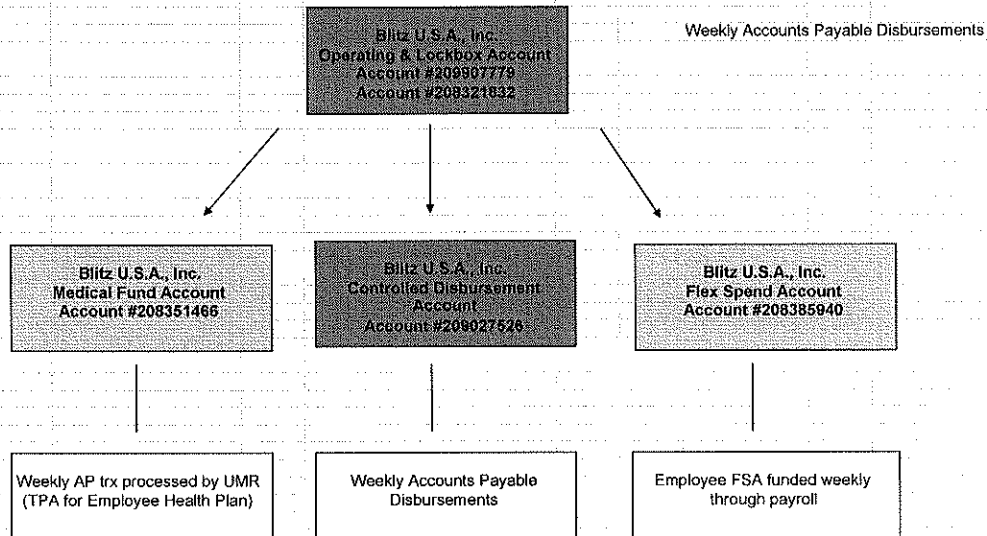 Blitz U.S.A., Inc.
Operating & Lockbox Account
Account #209907779
Account #208321832
Weekly Accounts Payable Disbursements
Blitz U.S.A., Inc.
Medical Fund Account
Account #208351466
Blitz U.S.A., Inc.
Controlled Disbursement
Account
Account #209027526
Blitz U.S.A., Inc.
Flex Spend Account
Account #208385940
Weekly AP trx processed by UMR
(TPA for Employee Health Plan)
Weekly Accounts Payable
Disbursements
Employee FSA funded weekly
through payroll